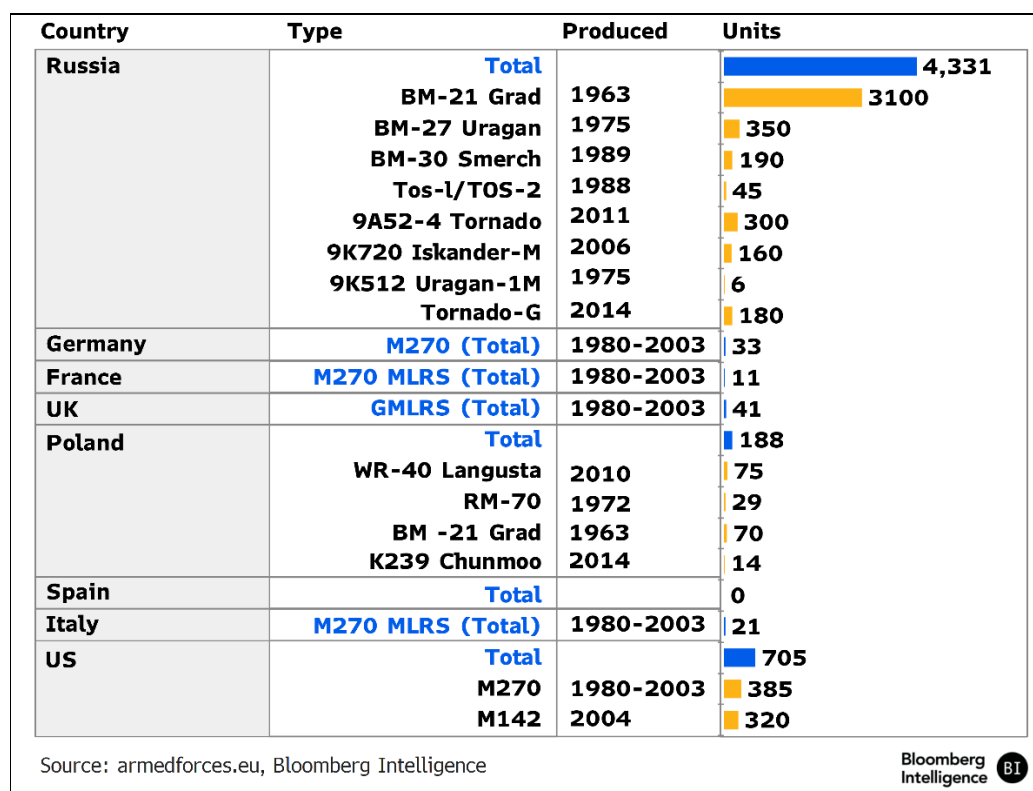 Country Type Produced Units
Russia Total 4,331
BM-21 Grad 1963 3100
BM-27 Uragan 1975 350
BM-30 Smerch 1989 190
Tos-l/TOS-2 1988 45
9A52-4 Tornado 2011 300
9K720 Iskander-M 2006 160
9K512 Uragan-1M 1975 6
Tornado-G 2014 180
Germany M270 (Total) 1980-2003 33
France M270 MLRS (Total) 1980-2003 11
UK GMLRS (Total) 1980-2003 41
Poland Total 188
WR-40 Langusta 2010 75
RM-70 1972 29
BM -21 Grad 1963 70
K239 Chunmoo 2014 14
Spain Total 0
Italy M270 MLRS (Total) 1980-2003 21
US Total 705
M270 1980-2003 385
M142 2004 320
Source: armedforces.eu, Bloomberg Intelligence
Bloomberg
Intelligence BI